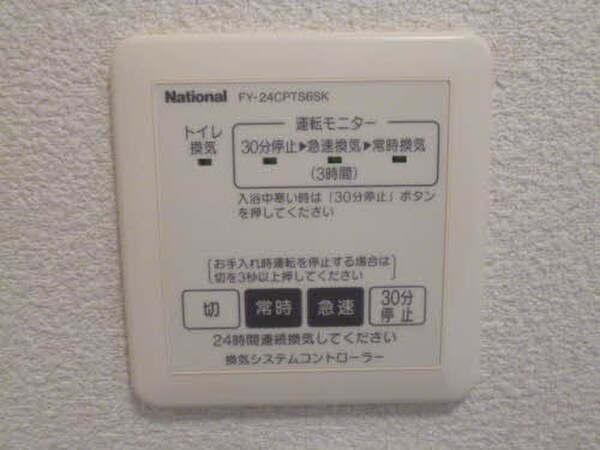 National FY-24CPTS6SK
トイレ
換気
運転モニター
30分停止▶急速換気▶常時換気
(3時間)
入浴中寒い時は「30分停止」ボタン
を押してください
お手入れ時運転を停止する場合は
切を3秒以上押してください
切 常時 急速 30分
停止
24時間連続換気してください
換気システムコントローラー